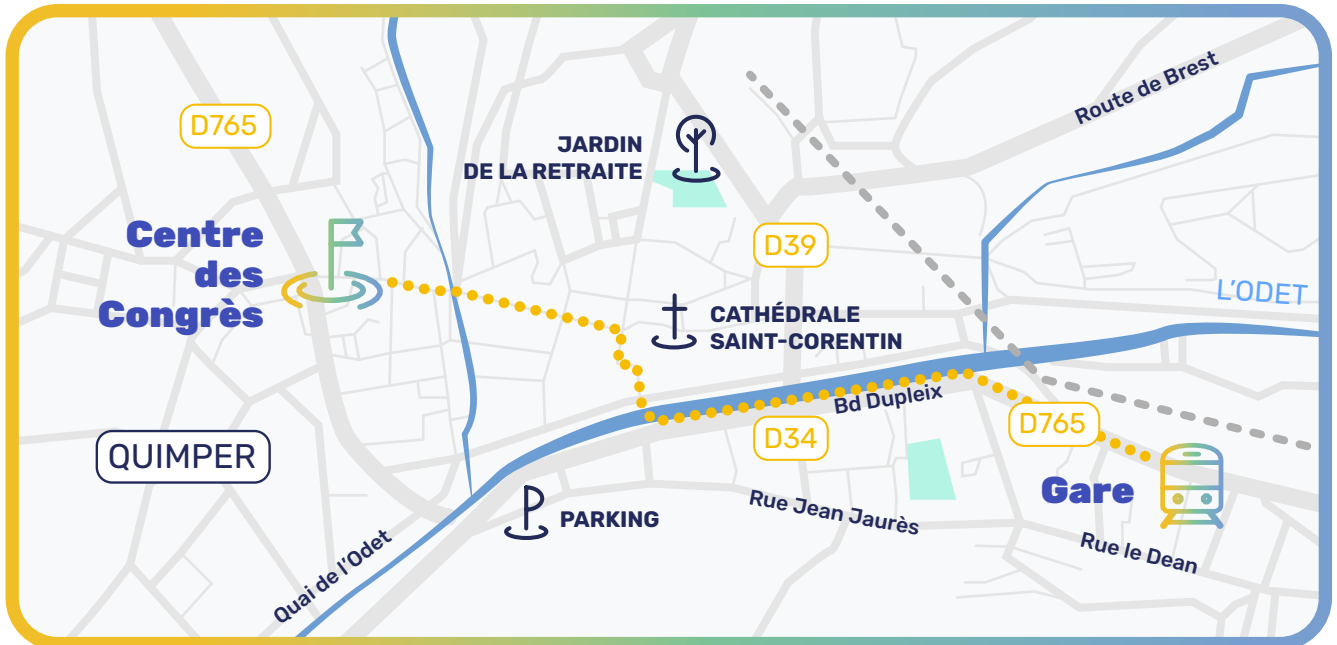 Route de Brest
D765
JARDIN
DE LA RETRAITE
Centre
des
Congrès
D39
L'ODET
CATHÉDRALE
SAINT-CORENTIN
Bd Dupleix
D34
D765
QUIMPER
Gare
PARKING
Rue Jean Jaurès
Rue le Dean
Quai de l'Odet